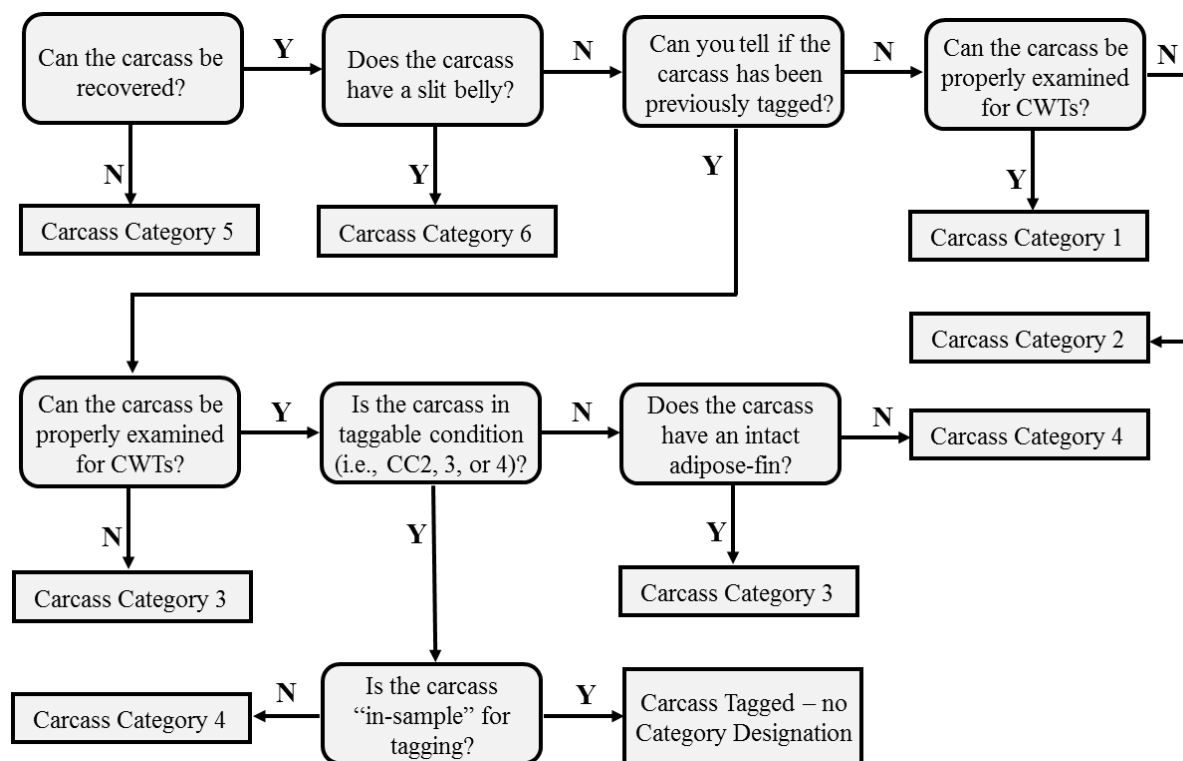 Can the carcass be
recovered?
Y
Does the carcass
have a slit belly?
N
Can you tell if the
carcass has been
previously tagged?
N
Can the carcass be
properly examined
for CWTs?
N
N
Y
Y
Y
Carcass Category 5
Carcass Category 6
Carcass Category 1
Carcass Category 2
Can the carcass be
properly examined
for CWTs?
Y
Is the carcass in
taggable condition
(i.e., CC2, 3, or 4)?
N
Does the carcass
have an intact
adipose-fin?
N
Carcass Category 4
N
Y
Y
Carcass Category 3
Carcass Category 3
Carcass Category 4
N
Is the carcass
“in-sample” for
tagging?
Y
Carcass Tagged – no
Category Designation